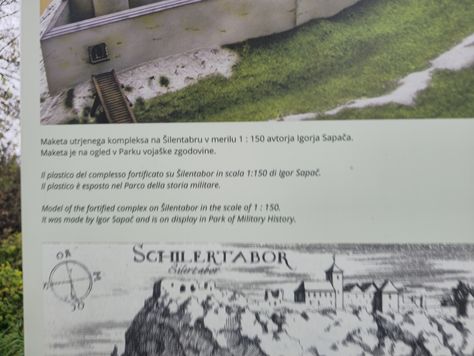 Maketa utrjenega kompleksa na Šilentabru v merilu 1 : 150 avtorja Igorja Sapača.
Maketa je na ogled v Parku vojaške zgodovine.
Il plastico del complesso fortificato su Šilentabor in scala 1:150 di Igor Sapač.
Il plastico è esposto nel Parco della storia militare.
Model of the fortified complex on Šilentabor in the scale of 1 : 150.
It was made by Igor Sapač and is on display in Park of Military History.
SCHILERTABOR
Šilertabor
OR